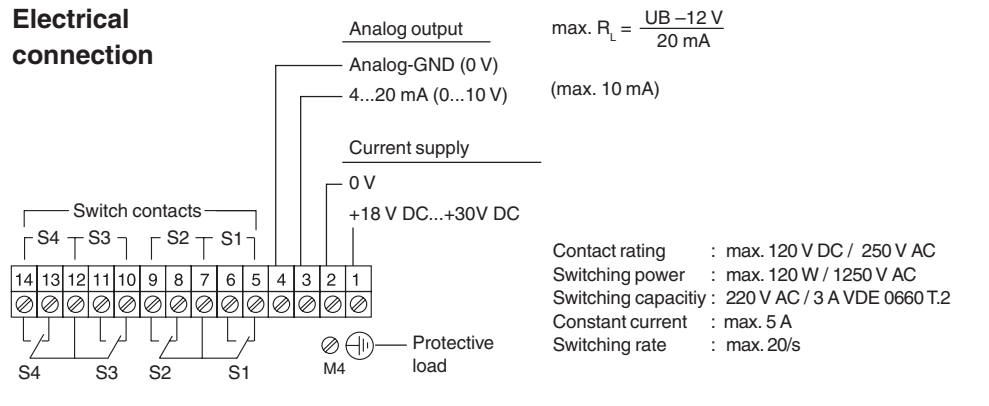 Electrical
connection
Analog output
max. R_L = UB –12 V
20 mA
Analog-GND (0 V)
4...20 mA (0...10 V)
(max. 10 mA)
Current supply
0 V
+18 V DC...+30V DC
Switch contacts
S4 S3 S2 S1
14 13 12 11 10 9 8 7 6 5 4 3 2 1
Contact rating : max. 120 V DC / 250 V AC
Switching power : max. 120 W / 1250 V AC
Switching capacitiy : 220 V AC / 3 A VDE 0660 T.2
Constant current : max. 5 A
Switching rate : max. 20/s
S4 S3 S2 S1
M4
Protective
load